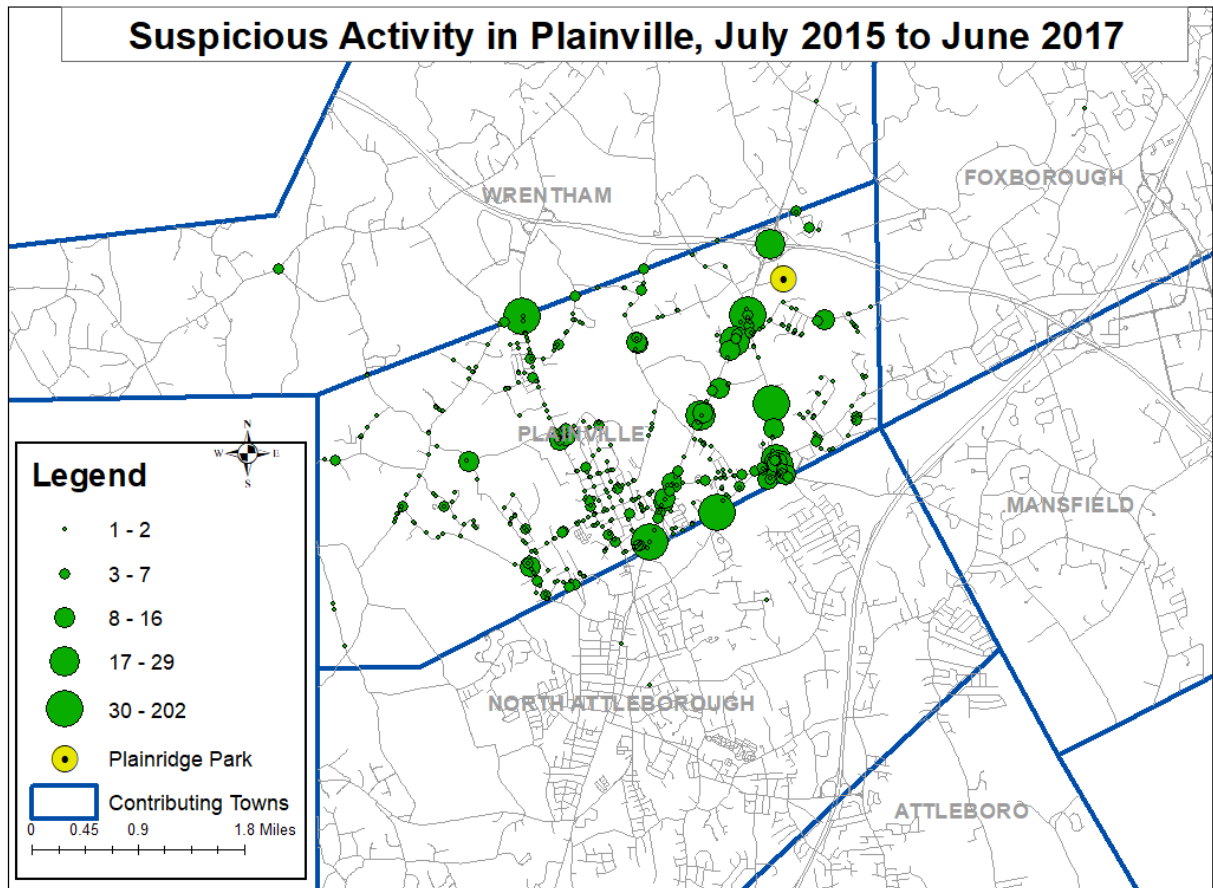 Suspicious Activity in Plainville, July 2015 to June 2017
FOXBOROUGH
WRENTHAM
PLAINVILLE
MANSFIELD
NORTH ATTLEBOROUGH
ATTLEBORO
N
W E
S
Legend
1 - 2
3 - 7
8 - 16
17 - 29
30 - 202
Plainridge Park
Contributing Towns
0 0.45 0.9 1.8 Miles